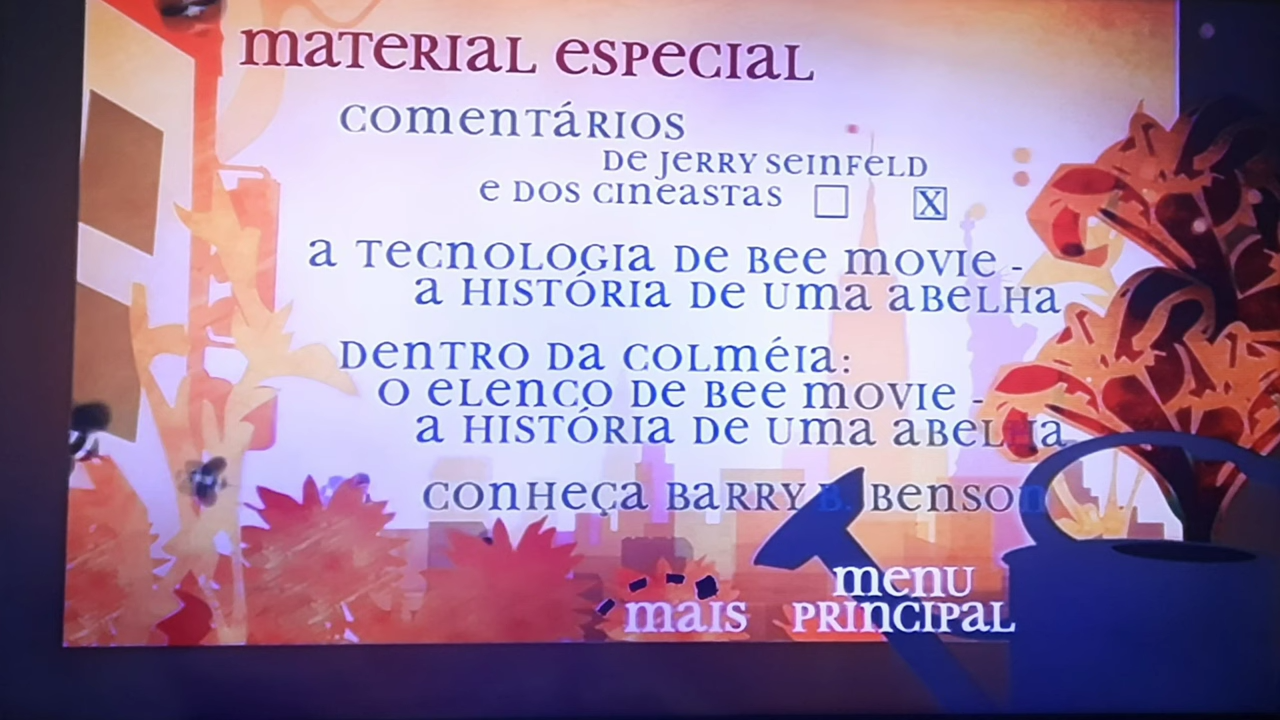 material especial
comentários
de Jerry Seinfeld
e dos cineastas X
a tecnologia de Bee Movie -
a história de uma abelha
Dentro da colméia:
o elenco de Bee Movie -
a história de uma abelha
conheça Barry B. Benson
menu
mais principal